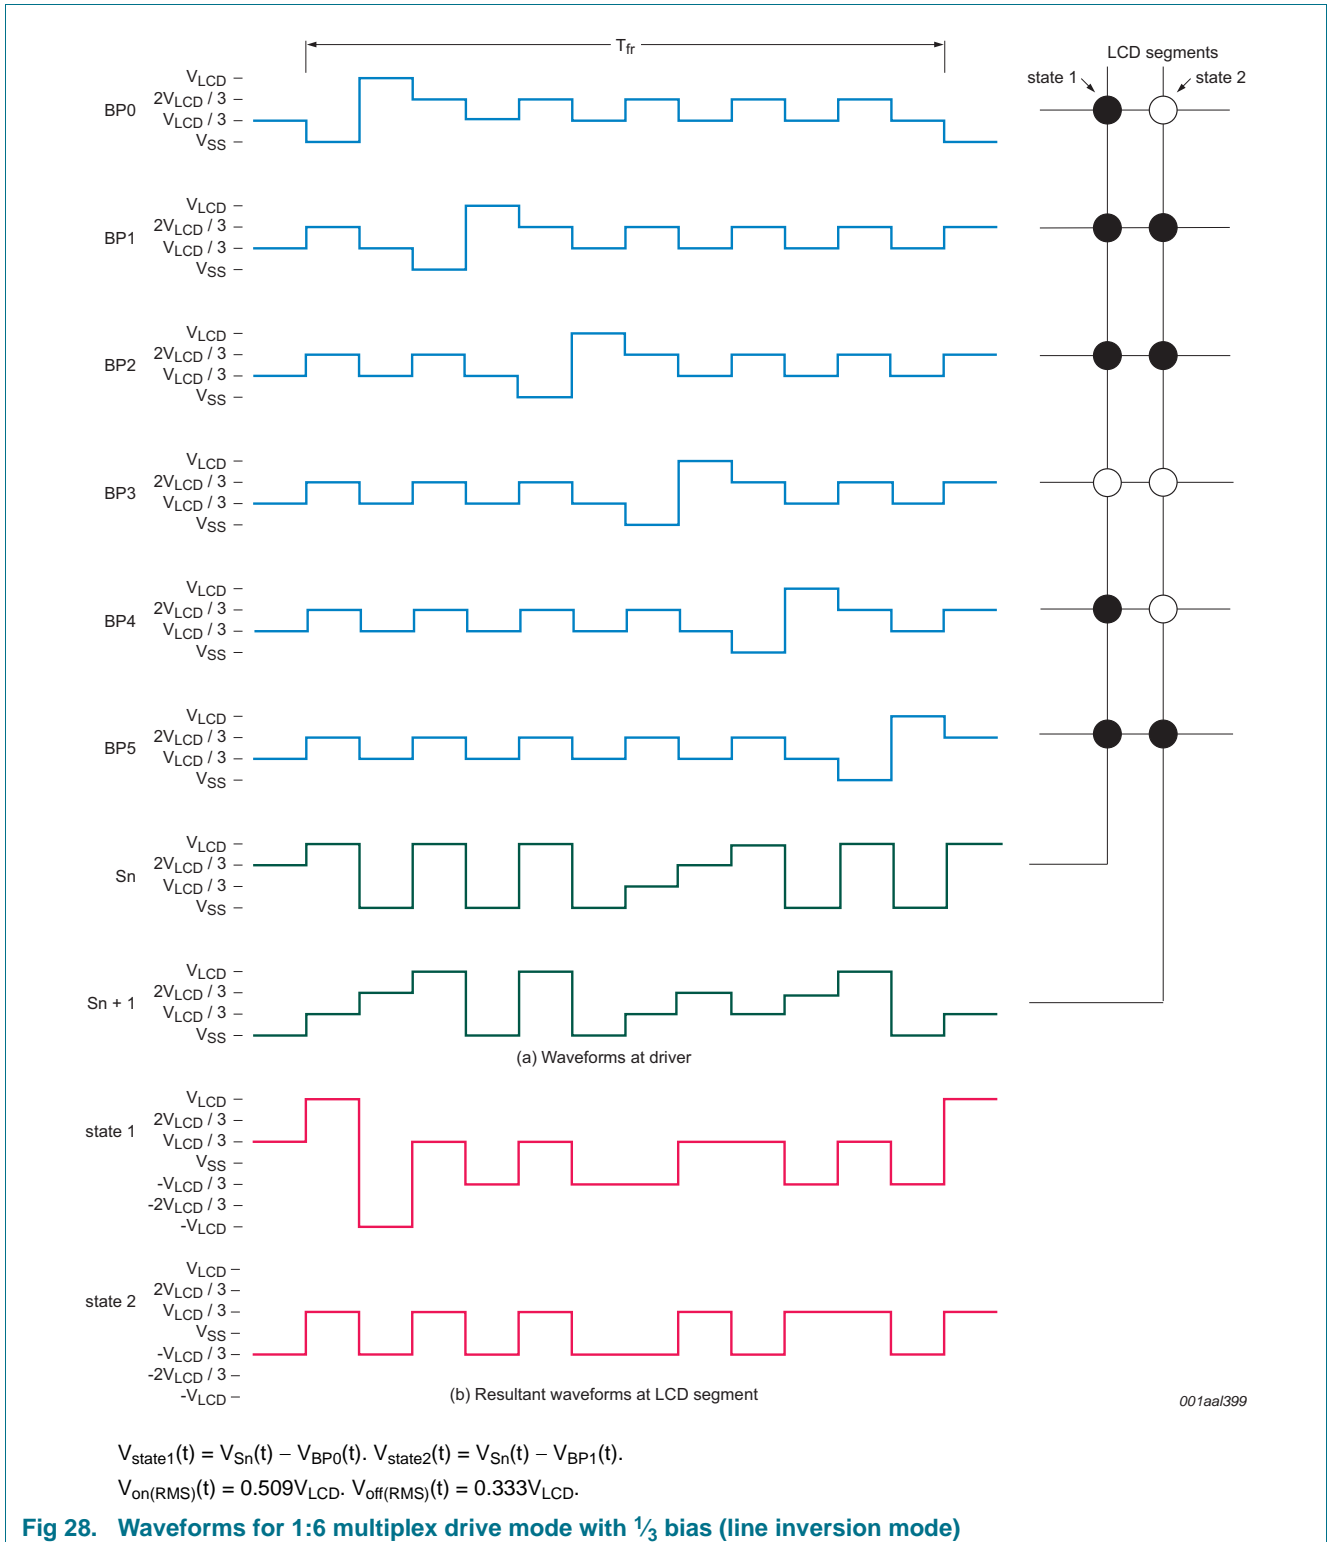 Tfr
LCD segments
state 1
state 2
BP0
VLCD
2VLCD / 3
VLCD / 3
VSS
BP1
VLCD
2VLCD / 3
VLCD / 3
VSS
BP2
VLCD
2VLCD / 3
VLCD / 3
VSS
BP3
VLCD
2VLCD / 3
VLCD / 3
VSS
BP4
VLCD
2VLCD / 3
VLCD / 3
VSS
BP5
VLCD
2VLCD / 3
VLCD / 3
VSS
Sn
VLCD
2VLCD / 3
VLCD / 3
VSS
Sn + 1
VLCD
2VLCD / 3
VLCD / 3
VSS
(a) Waveforms at driver
state 1
VLCD
2VLCD / 3
VLCD / 3
VSS
-VLCD / 3
-2VLCD / 3
-VLCD
state 2
VLCD
2VLCD / 3
VLCD / 3
VSS
-VLCD / 3
-2VLCD / 3
-VLCD
(b) Resultant waveforms at LCD segment
001aal399
Vstate1(t) = VSn(t) − VBP0(t). Vstate2(t) = VSn(t) − VBP1(t).
Von(RMS)(t) = 0.509VLCD. Voff(RMS)(t) = 0.333VLCD.
Fig 28. Waveforms for 1:6 multiplex drive mode with 1⁄3 bias (line inversion mode)